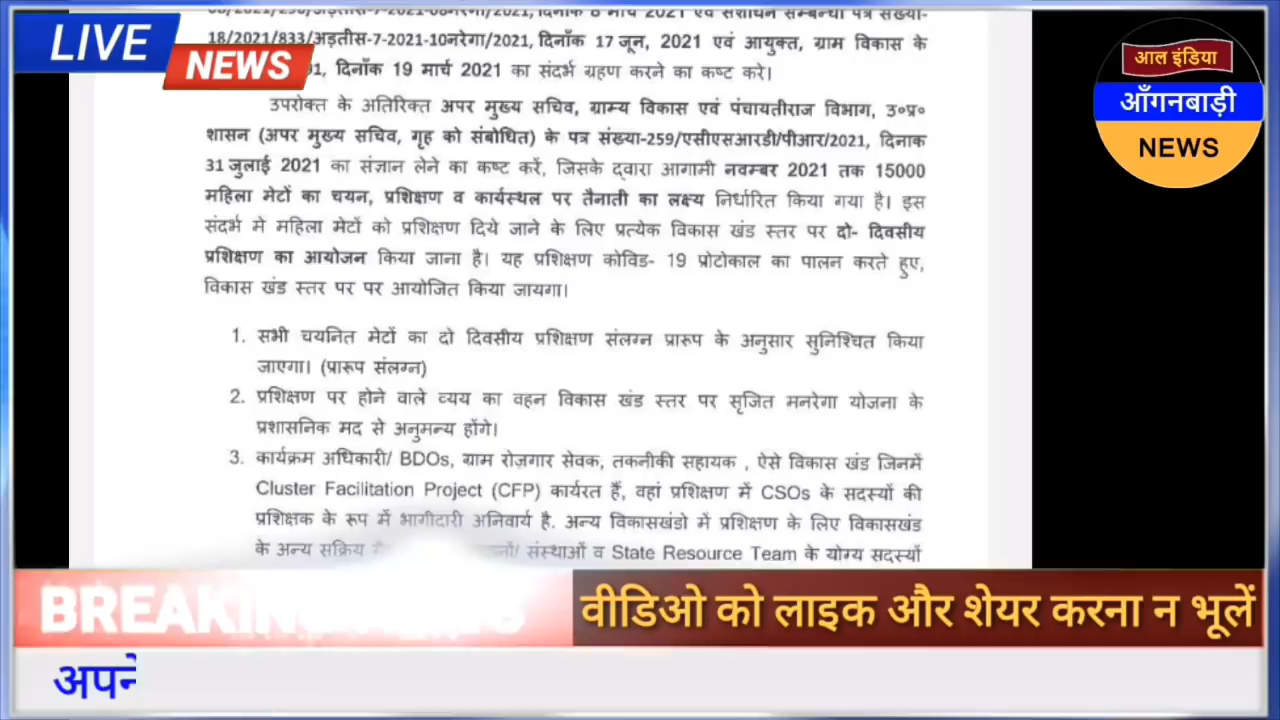 LIVE
NEWS
18/2021/833/अड़तीस-7-2021-10नरेगा/2021, दिनाँक 17 जून, 2021 एवं आयुक्त, ग्राम विकास के
दिनाँक 19 मार्च 2021 का संदर्भ ग्रहण करने का कष्ट करे।
उपरोक्त के अतिरिक्त अपर मुख्य सचिव, ग्राम्य विकास एवं पंचायतीराज विभाग, उ०प्र०
शासन (अपर मुख्य सचिव, गृह को संबोधित) के पत्र संख्या-259/एसीएसआरडी/पीआर/2021, दिनाक
31 जुलाई 2021 का संज्ञान लेने का कष्ट करें, जिसके द्वारा आगामी नवम्बर 2021 तक 15000
महिला मेटों का चयन, प्रशिक्षण व कार्यस्थल पर तैनाती का लक्ष्य निर्धारित किया गया है। इस
संदर्भ मे महिला मेटों को प्रशिक्षण दिये जाने के लिए प्रत्येक विकास खंड स्तर पर दो- दिवसीय
प्रशिक्षण का आयोजन किया जाना है। यह प्रशिक्षण कोविड- 19 प्रोटोकाल का पालन करते हुए,
विकास खंड स्तर पर पर आयोजित किया जायगा।
1. सभी चयनित मेटों का दो दिवसीय प्रशिक्षण संलग्न प्रारूप के अनुसार सुनिश्चित किया
जाएगा। (प्रारूप संलग्न)
2. प्रशिक्षण पर होने वाले व्यय का वहन विकास खंड स्तर पर सृजित मनरेगा योजना के
प्रशासनिक मद से अनुमन्य होंगे।
3. कार्यक्रम अधिकारी/ BDOs, ग्राम रोज़गार सेवक, तकनीकी सहायक , ऐसे विकास खंड जिनमें
Cluster Facilitation Project (CFP) कार्यरत हैं, वहां प्रशिक्षण में CSOs के सदस्यों की
प्रशिक्षक के रूप में भागीदारी अनिवार्य है. अन्य विकासखंडो में प्रशिक्षण के लिए विकासखंड
के अन्य सक्रिय संस्थाओं व State Resource Team के योग्य सदस्यों
आल इंडिया
आँगनबाड़ी
NEWS
BREAKING NEWS
वीडिओ को लाइक और शेयर करना न भूलें
अपने